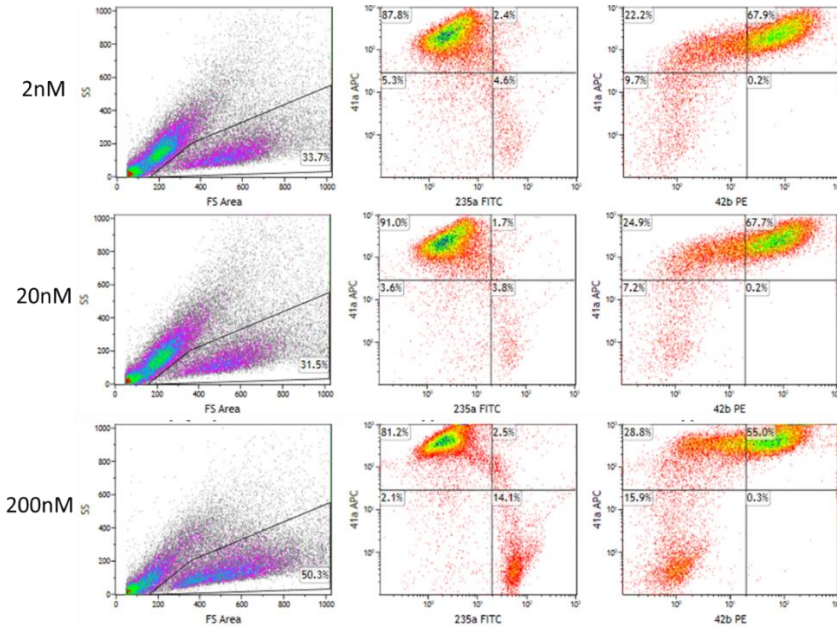 2nM
1000
800
600
400
200
0
SS
33.7%
0 200 400 600 800 1000
FS Area
87.8% 2.4%
5.3% 4.6%
41a APC
235a FITC
22.2% 67.9%
9.7% 0.2%
41a APC
42b PE
20nM
1000
800
600
400
200
0
SS
31.5%
0 200 400 600 800 1000
FS Area
91.0% 1.7%
3.6% 3.8%
41a APC
235a FITC
24.9% 67.7%
7.2% 0.2%
41a APC
42b PE
200nM
1000
800
600
400
200
0
SS
50.3%
0 200 400 600 800 1000
FS Area
81.2% 2.5%
2.1% 14.1%
41a APC
235a FITC
28.8% 55.0%
15.9% 0.3%
41a APC
42b PE